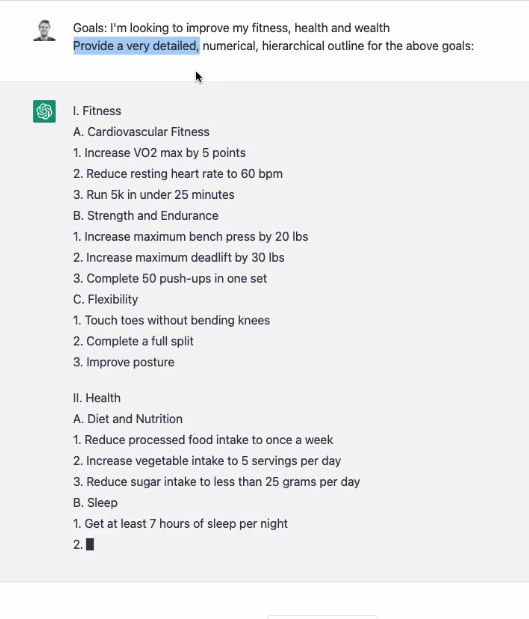 Goals: I'm looking to improve my fitness, health and wealth
Provide a very detailed, numerical, hierarchical outline for the above goals:
I. Fitness
A. Cardiovascular Fitness
1. Increase VO2 max by 5 points
2. Reduce resting heart rate to 60 bpm
3. Run 5k in under 25 minutes
B. Strength and Endurance
1. Increase maximum bench press by 20 lbs
2. Increase maximum deadlift by 30 lbs
3. Complete 50 push-ups in one set
C. Flexibility
1. Touch toes without bending knees
2. Complete a full split
3. Improve posture
II. Health
A. Diet and Nutrition
1. Reduce processed food intake to once a week
2. Increase vegetable intake to 5 servings per day
3. Reduce sugar intake to less than 25 grams per day
B. Sleep
1. Get at least 7 hours of sleep per night
2.